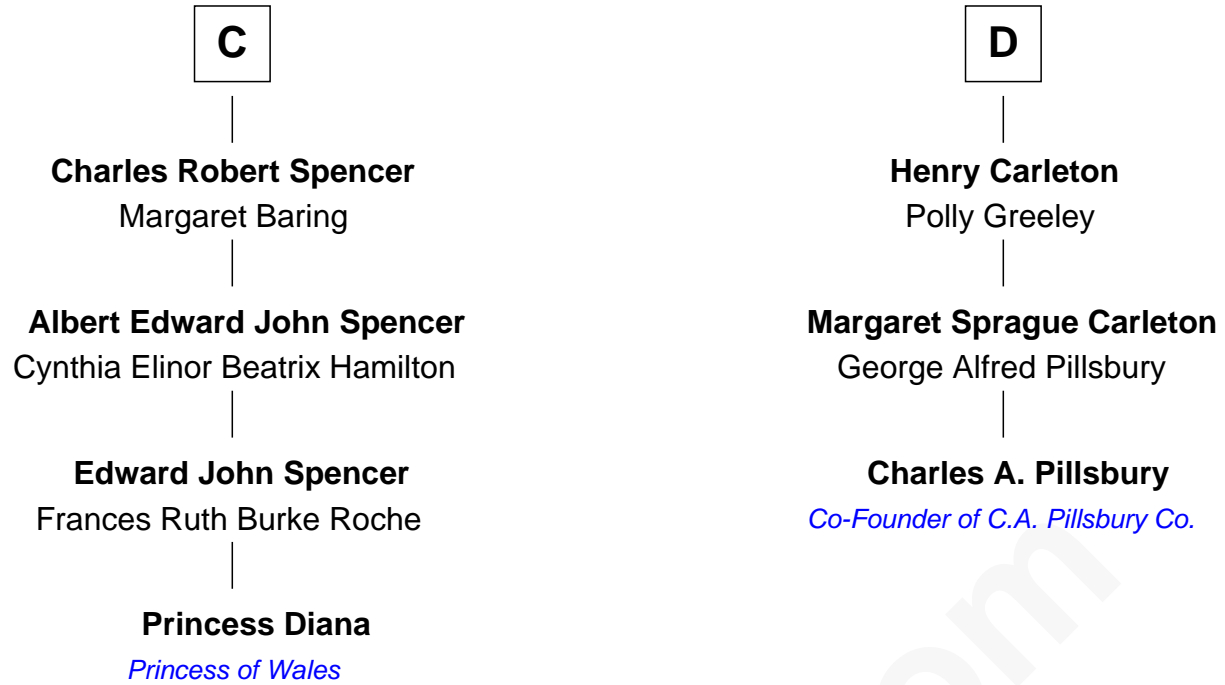 C
Charles Robert Spencer
Margaret Baring
Albert Edward John Spencer
Cynthia Elinor Beatrix Hamilton
Edward John Spencer
Frances Ruth Burke Roche
Princess Diana
Princess of Wales
D
Henry Carleton
Polly Greeley
Margaret Sprague Carleton
George Alfred Pillsbury
Charles A. Pillsbury
Co-Founder of C.A. Pillsbury Co.
om